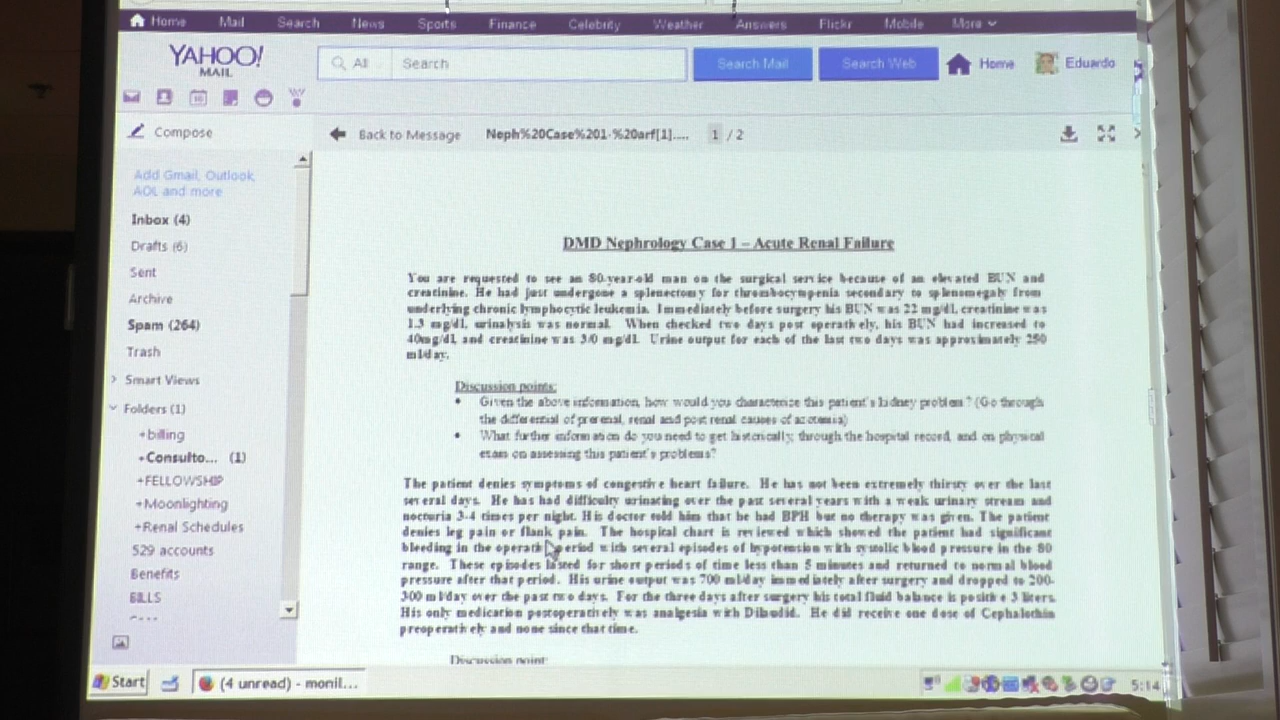 Home Mail Search News Sports Finance Celebrity Weather Answers Flickr Mobile More
YAHOO!
MAIL
All Search Search Mail Search Web Home Eduardo
Compose
Back to Message Neph%20Case%201-%20arf[1].... 1 / 2
Add Gmail, Outlook,
AOL and more
Inbox (4)
Drafts (6)
Sent
Archive
Spam (264)
Trash
Smart Views
Folders (1)
+billing
+Consulto... (1)
+FELLOWSHIP
+Moonlighting
+Renal Schedules
529 accounts
Benefits
BILLS
DMD Nephrology Case 1 – Acute Renal Failure
You are requested to see an 80-year-old man on the surgical service because of an elevated BUN and
creatinine. He had just undergone a splenectomy for thrombocytopenia secondary to splenomegaly from
underlying chronic lymphocytic leukemia. Immediately before surgery his BUN was 22 mg/dl, creatinine was
1.3 mg/dl, urinalysis was normal. When checked two days post operatively, his BUN had increased to
40mg/dl, and creatinine was 3.0 mg/dl. Urine output for each of the last two days was approximately 250
ml/day.
Discussion points:
• Given the above information, how would you characterize this patient's kidney problem? (Go through
the differential of prerenal, renal and post renal causes of azotemia)
• What further information do you need to get historically, through the hospital record, and on physical
exam on assessing this patient's problems?
The patient denies symptoms of congestive heart failure. He has not been extremely thirsty over the last
several days. He has had difficulty urinating over the past several years with a weak urinary stream and
nocturia 3-4 times per night. His doctor told him that he had BPH but no therapy was given. The patient
denies leg pain or flank pain. The hospital chart is reviewed which showed the patient had significant
bleeding in the operative period with several episodes of hypotension with systolic blood pressure in the 80
range. These episodes lasted for short periods of time less than 5 minutes and returned to normal blood
pressure after that period. His urine output was 700 ml/day immediately after surgery and dropped to 200-
300 ml/day over the past two days. For the three days after surgery his total fluid balance is positive 3 liters.
His only medication postoperatively was analgesia with Dilaudid. He did receive one dose of Cephalothin
preoperatively and none since that time.
Discussion point:
Start (4 unread) - monil... 5:14